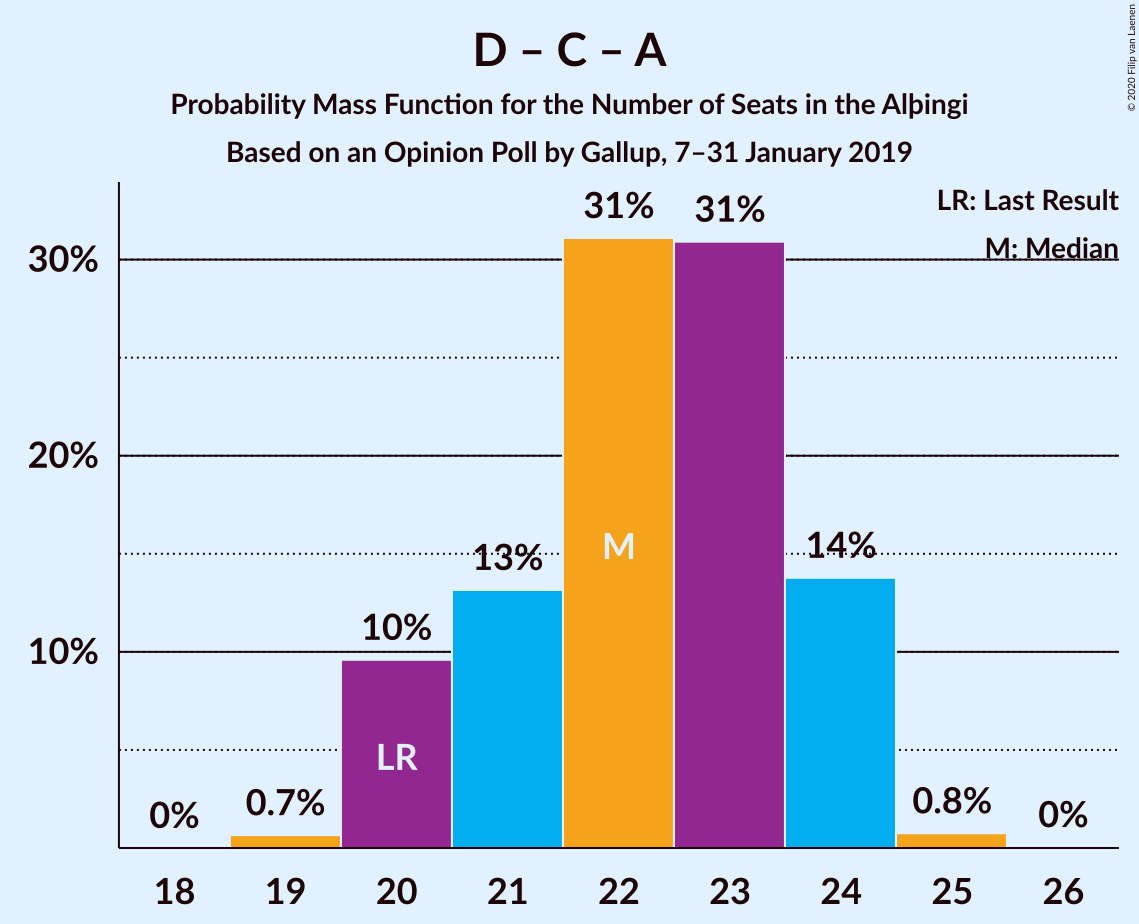 D – C – A
Probability Mass Function for the Number of Seats in the Alþingi
Based on an Opinion Poll by Gallup, 7–31 January 2019
© 2020 Filip van Laenen
LR: Last Result
M: Median
30%
20%
10%
0%
0.7%
10%
13%
31%
31%
14%
0.8%
0%
LR
M
18 19 20 21 22 23 24 25 26